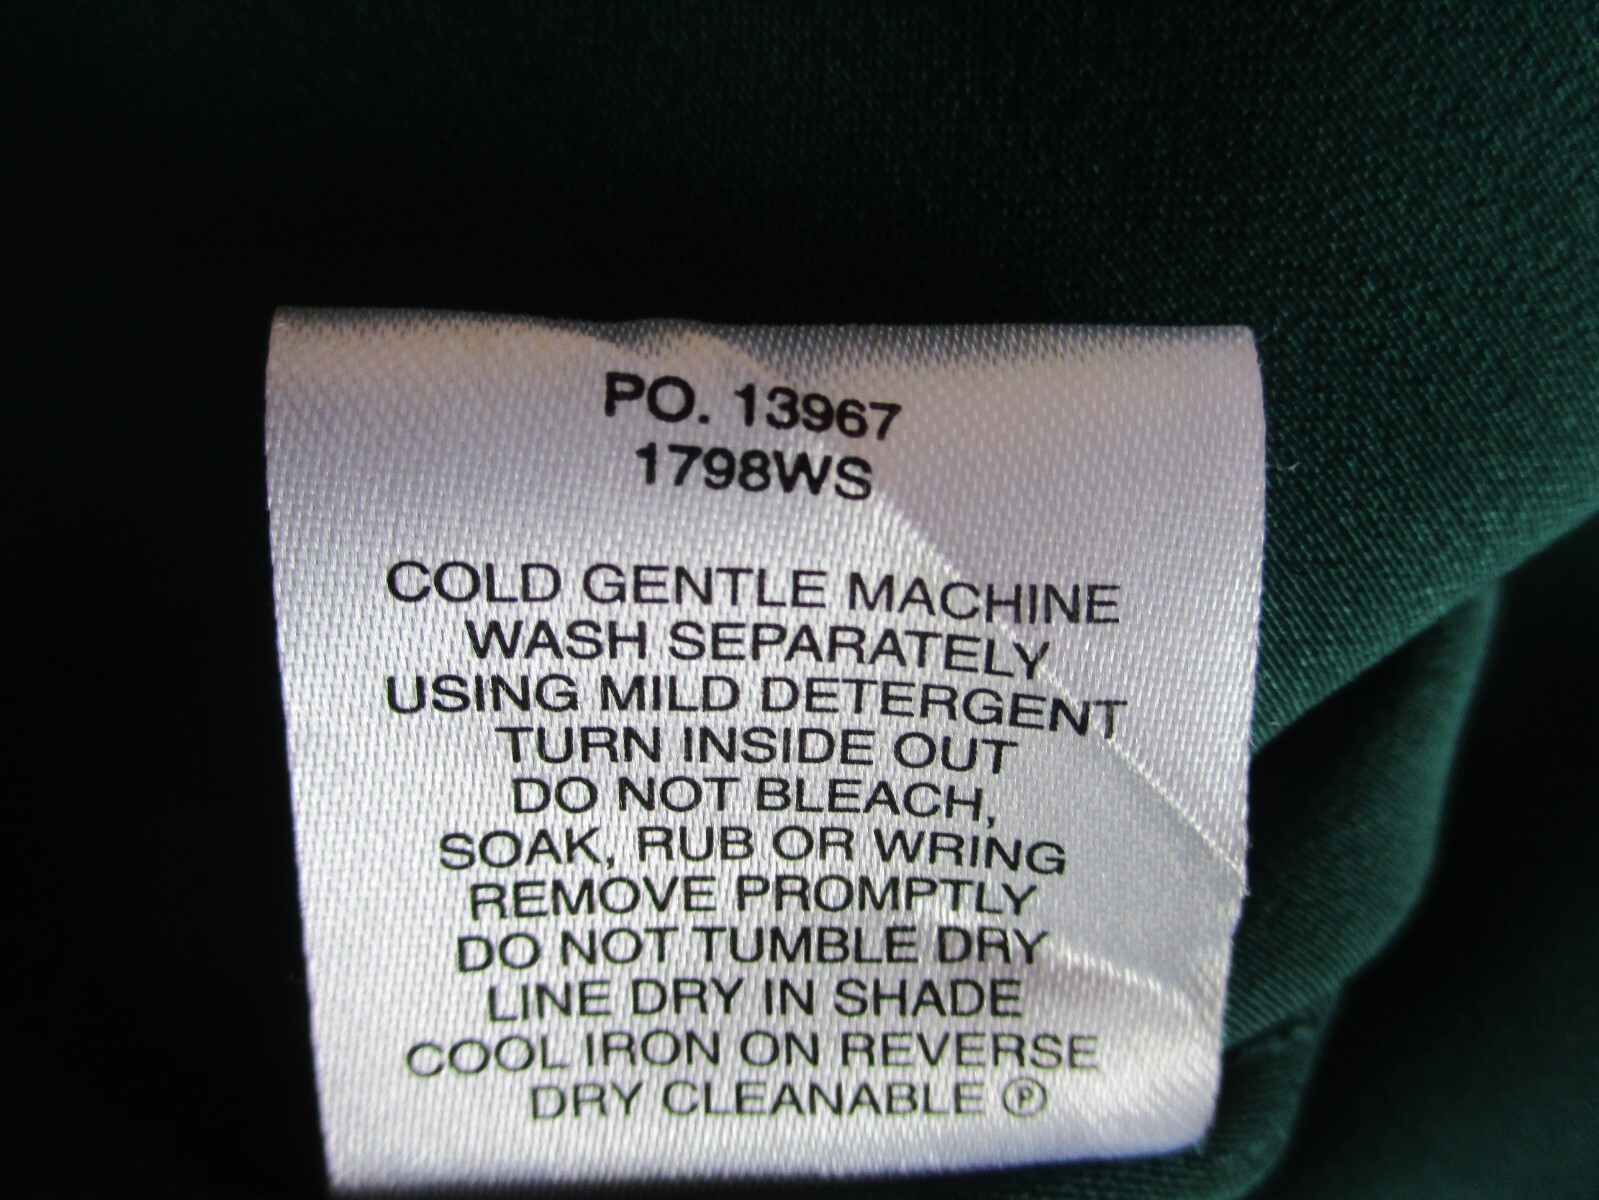 PO. 13967
1798WS
COLD GENTLE MACHINE
WASH SEPARATELY
USING MILD DETERGENT
TURN INSIDE OUT
DO NOT BLEACH,
SOAK, RUB OR WRING
REMOVE PROMPTLY
DO NOT TUMBLE DRY
LINE DRY IN SHADE
COOL IRON ON REVERSE
DRY CLEANABLE Ⓟ